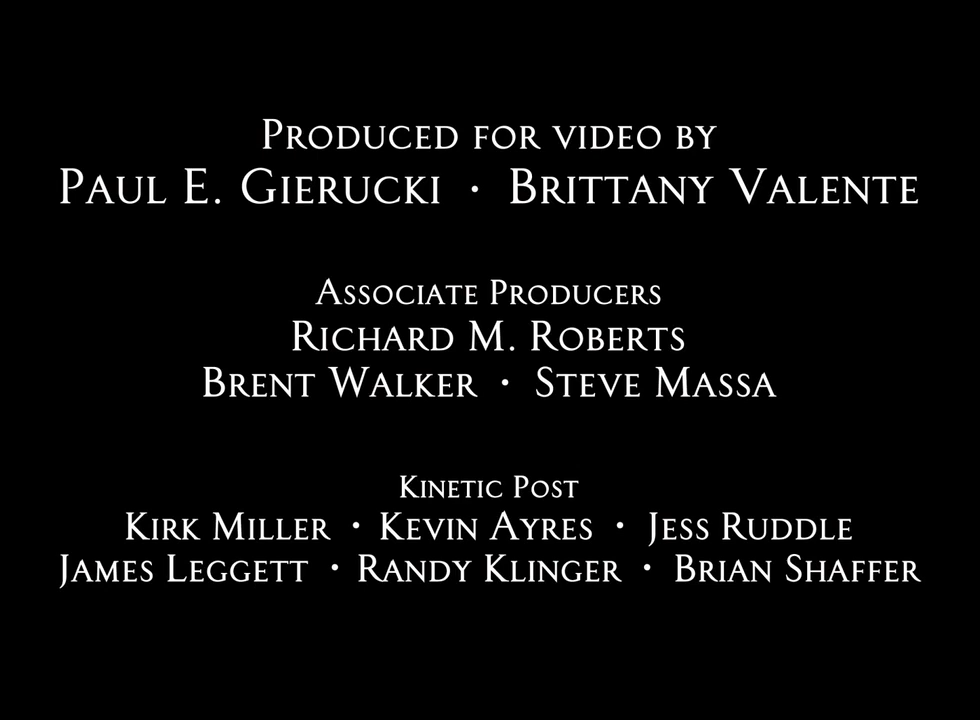 Produced for video by
Paul E. Gierucki · Brittany Valente
Associate Producers
Richard M. Roberts
Brent Walker · Steve Massa
Kinetic Post
Kirk Miller · Kevin Ayres · Jess Ruddle
James Leggett · Randy Klinger · Brian Shaffer